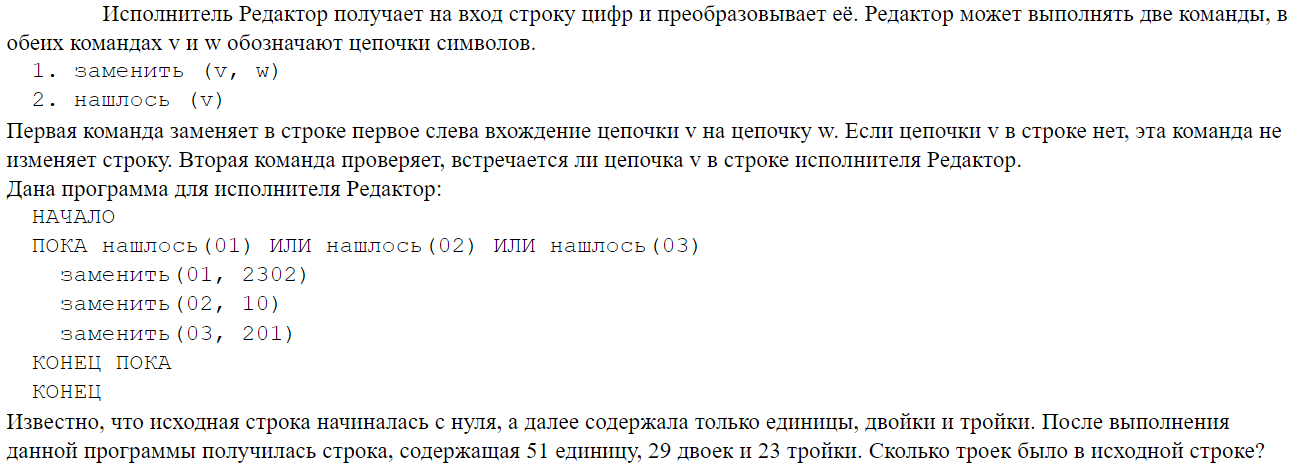 Исполнитель Редактор получает на вход строку цифр и преобразовывает её. Редактор может выполнять две команды, в
обеих командах v и w обозначают цепочки символов.
1. заменить (v, w)
2. нашлось (v)
Первая команда заменяет в строке первое слева вхождение цепочки v на цепочку w. Если цепочки v в строке нет, эта команда не
изменяет строку. Вторая команда проверяет, встречается ли цепочка v в строке исполнителя Редактор.
Дана программа для исполнителя Редактор:
НАЧАЛО
ПОКА нашлось(01) ИЛИ нашлось(02) ИЛИ нашлось(03)
заменить(01, 2302)
заменить(02, 10)
заменить(03, 201)
КОНЕЦ ПОКА
КОНЕЦ
Известно, что исходная строка начиналась с нуля, а далее содержала только единицы, двойки и тройки. После выполнения
данной программы получилась строка, содержащая 51 единицу, 29 двоек и 23 тройки. Сколько троек было в исходной строке?